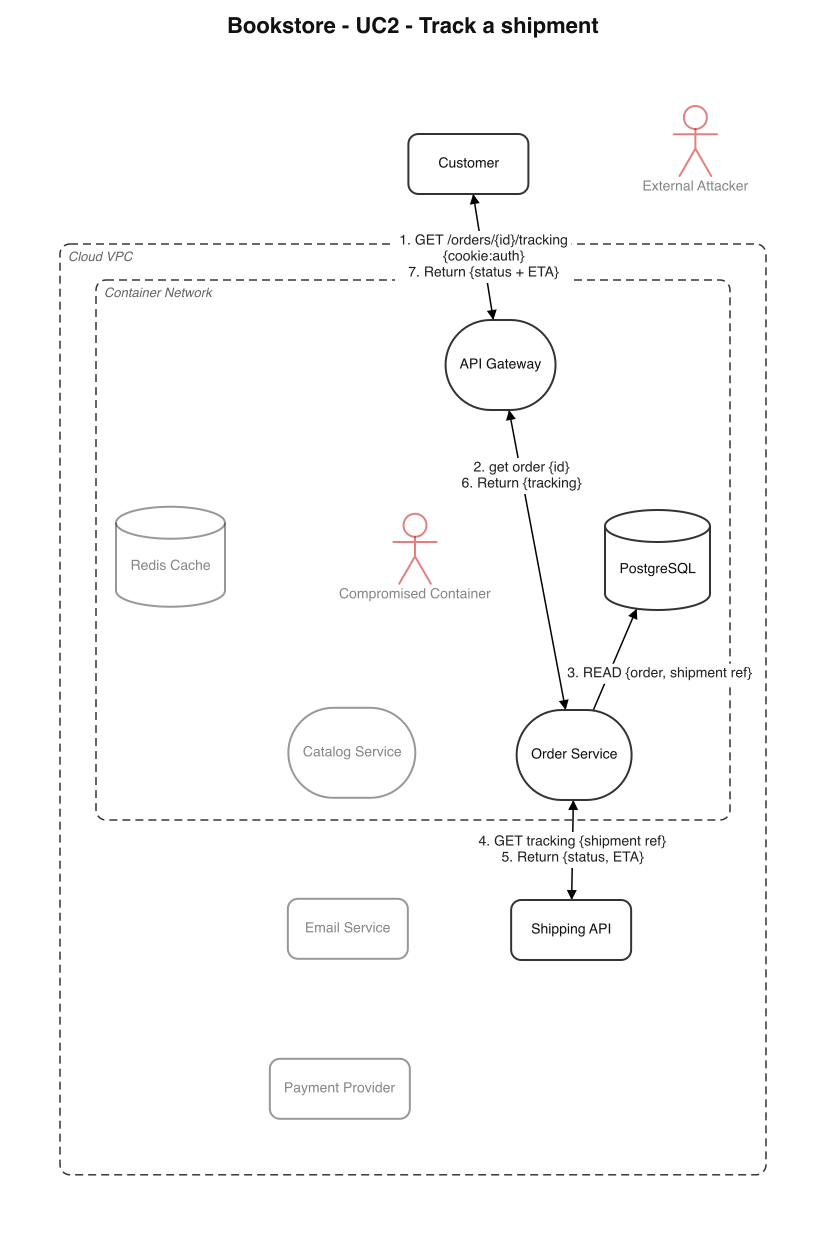 Bookstore - UC2 - Track a shipment
External Attacker
Customer
1. GET /orders/{id}/tracking
{cookie:auth}
7. Return {status + ETA}
Cloud VPC
Container Network
API Gateway
2. get order {id}
6. Return {tracking}
Redis Cache
Compromised Container
PostgreSQL
3. READ {order, shipment ref}
Catalog Service
Order Service
4. GET tracking {shipment ref}
5. Return {status, ETA}
Email Service
Shipping API
Payment Provider